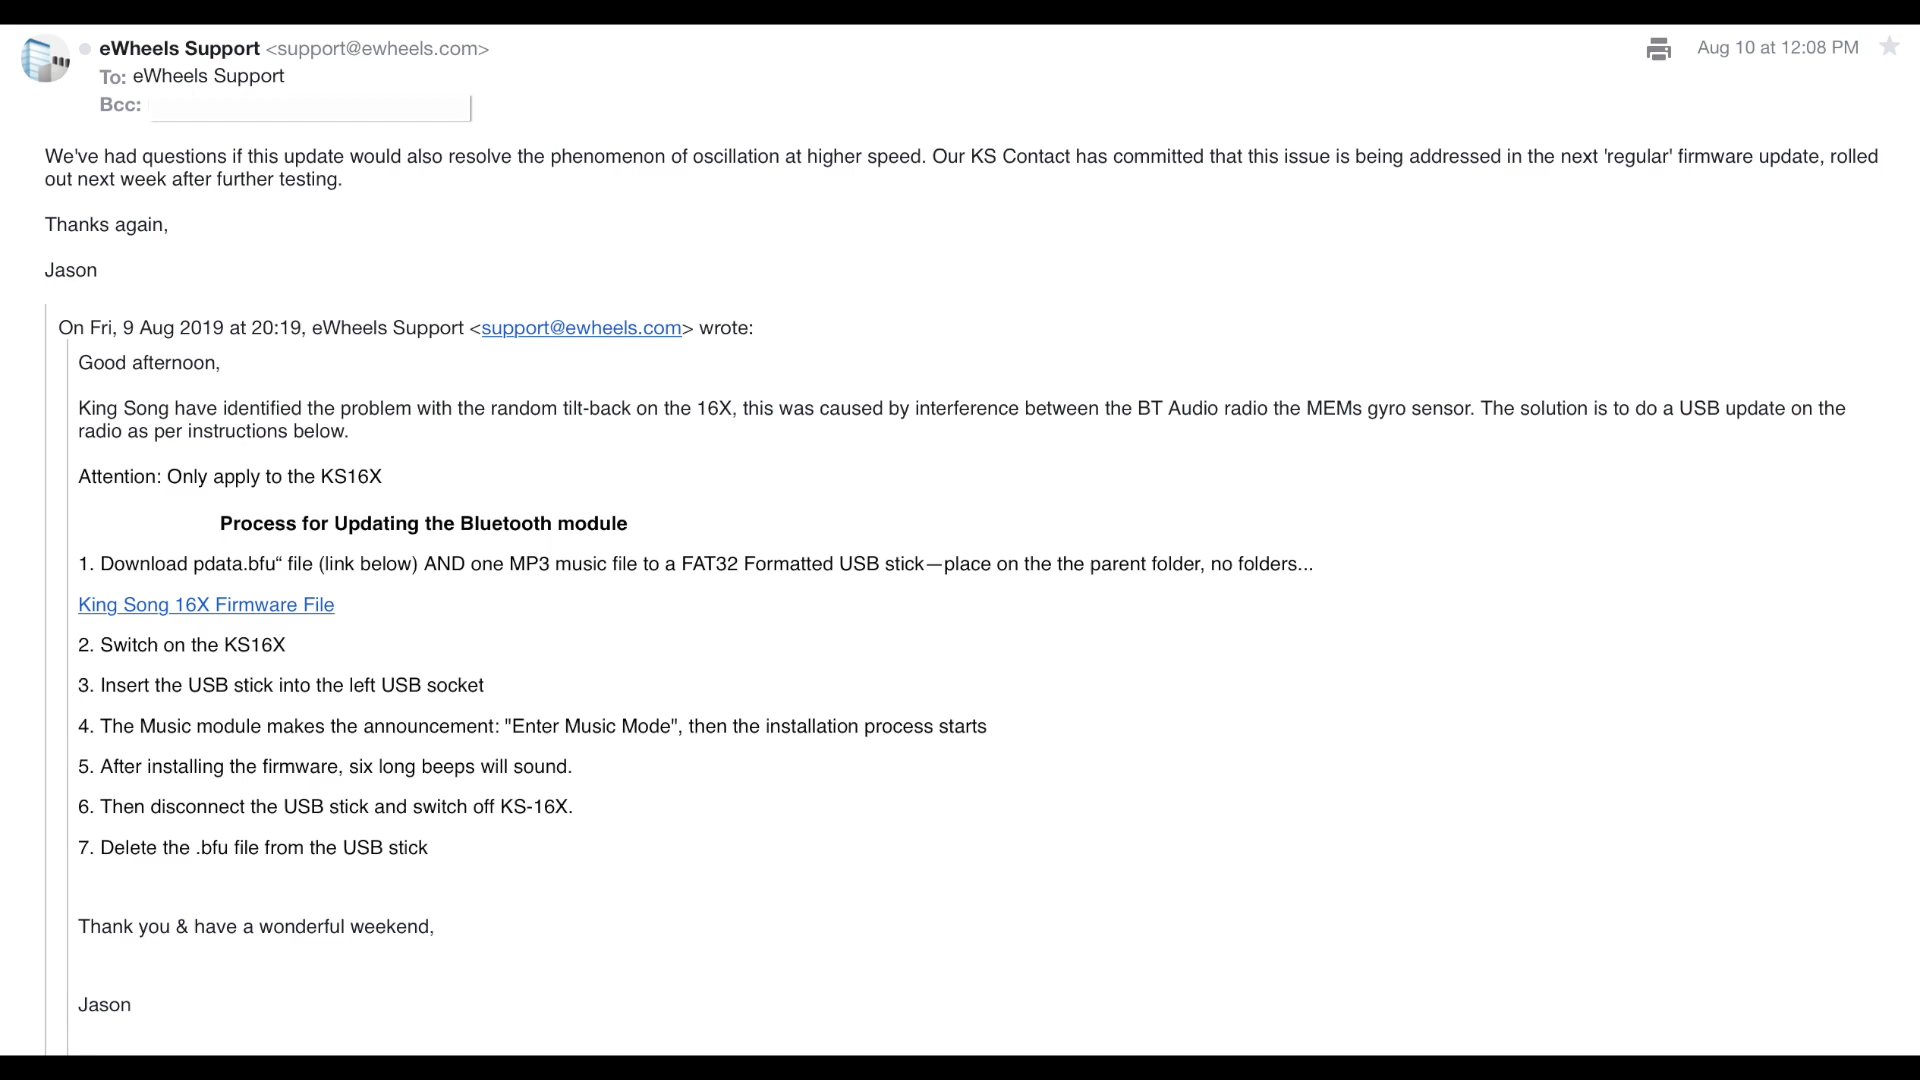 eWheels Support <support@ewheels.com>
Aug 10 at 12:08 PM
To: eWheels Support
Bcc:
We've had questions if this update would also resolve the phenomenon of oscillation at higher speed. Our KS Contact has committed that this issue is being addressed in the next 'regular' firmware update, rolled
out next week after further testing.
Thanks again,
Jason
On Fri, 9 Aug 2019 at 20:19, eWheels Support <support@ewheels.com> wrote:
Good afternoon,
King Song have identified the problem with the random tilt-back on the 16X, this was caused by interference between the BT Audio radio the MEMs gyro sensor. The solution is to do a USB update on the
radio as per instructions below.
Attention: Only apply to the KS16X
Process for Updating the Bluetooth module
1. Download pdata.bfu“ file (link below) AND one MP3 music file to a FAT32 Formatted USB stick—place on the the parent folder, no folders...
King Song 16X Firmware File
2. Switch on the KS16X
3. Insert the USB stick into the left USB socket
4. The Music module makes the announcement: "Enter Music Mode", then the installation process starts
5. After installing the firmware, six long beeps will sound.
6. Then disconnect the USB stick and switch off KS-16X.
7. Delete the .bfu file from the USB stick
Thank you & have a wonderful weekend,
Jason